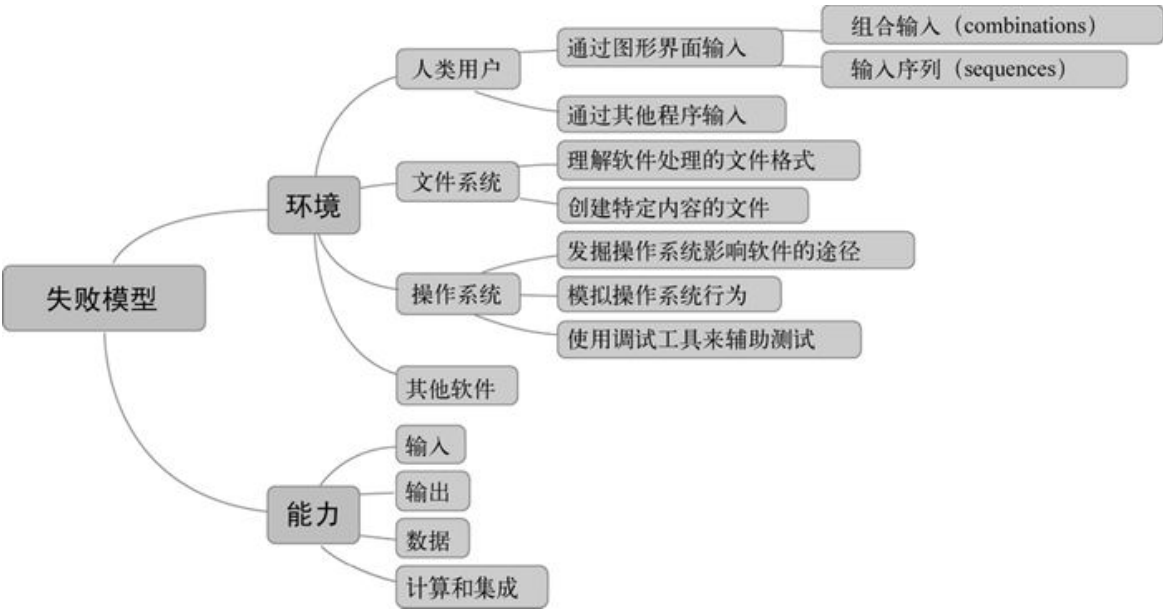 失败模型
环境
人类用户
通过图形界面输入
组合输入（combinations）
输入序列（sequences）
通过其他程序输入
文件系统
理解软件处理的文件格式
创建特定内容的文件
操作系统
发掘操作系统影响软件的途径
模拟操作系统行为
使用调试工具来辅助测试
其他软件
能力
输入
输出
数据
计算和集成